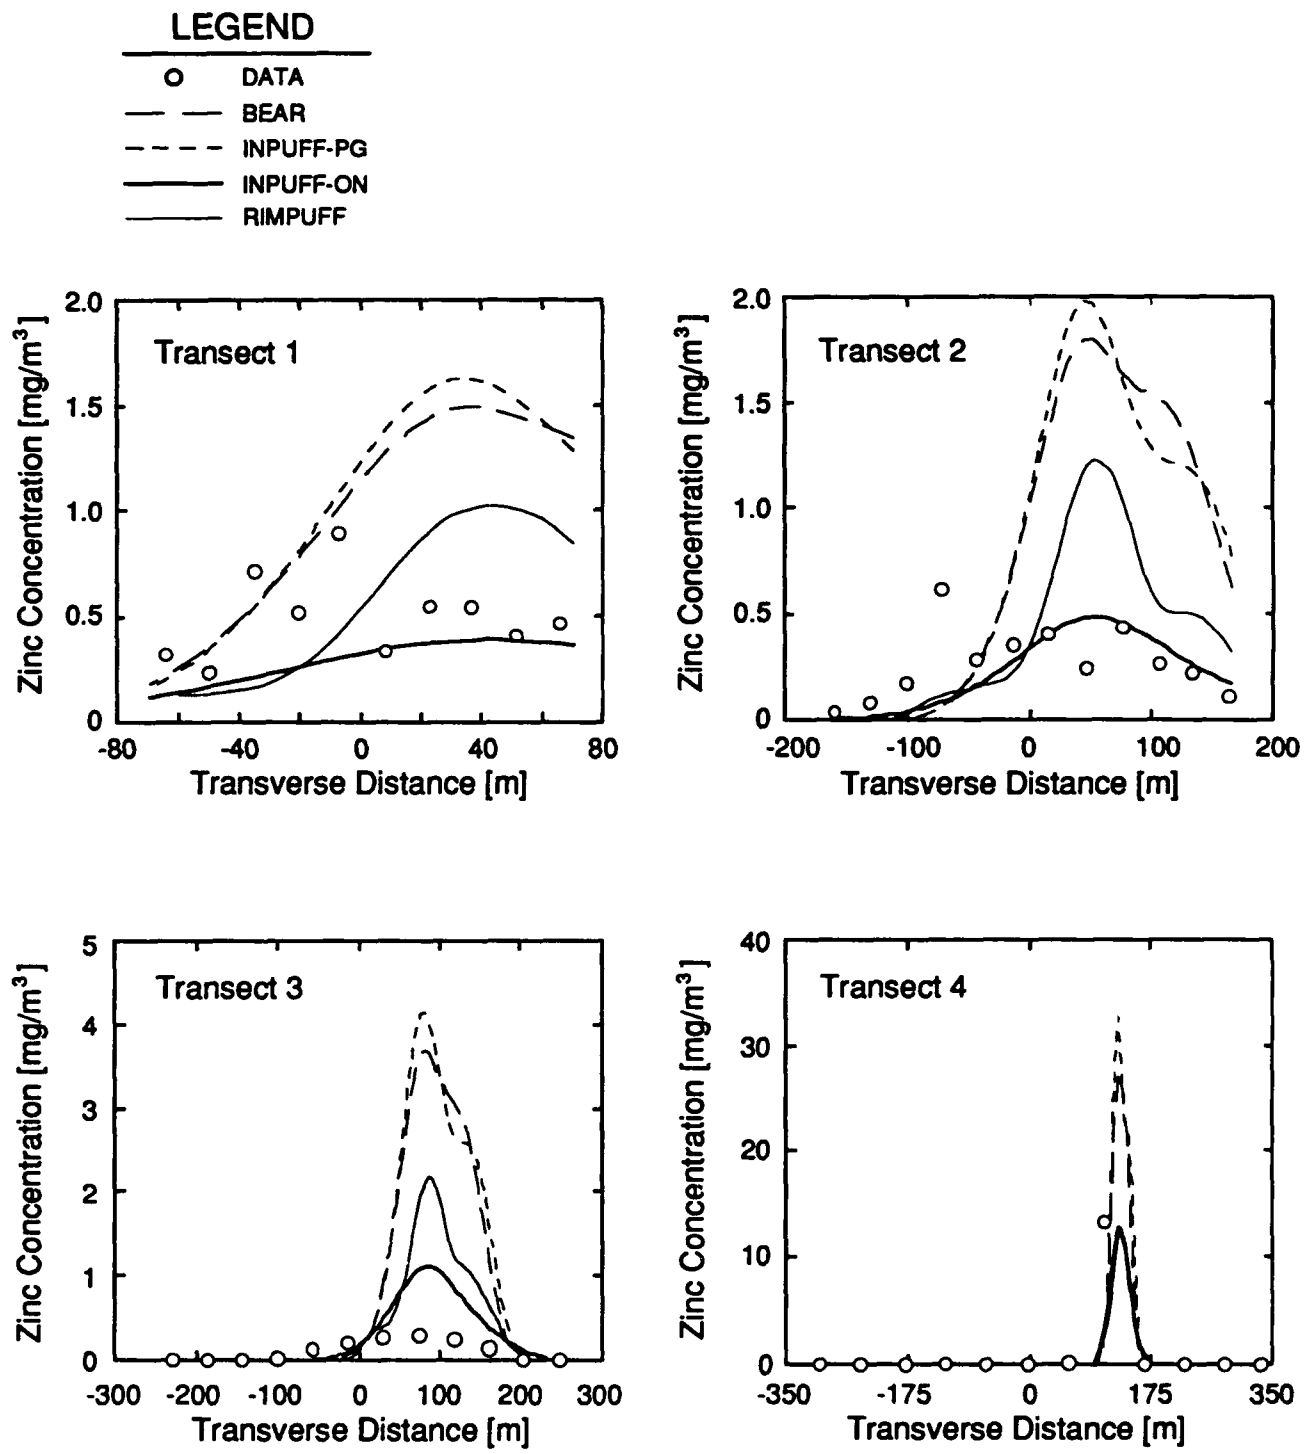 LEGEND
DATA
BEAR
INPUFF-PG
INPUFF-ON
RIMPUFF
Transect 1
Zinc Concentration [mg/m³]
2.0
1.5
1.0
0.5
0
-80 -40 0 40 80
Transverse Distance [m]
Transect 2
Zinc Concentration [mg/m³]
2.0
1.5
1.0
0.5
0
-200 -100 0 100 200
Transverse Distance [m]
Transect 3
Zinc Concentration [mg/m³]
5
4
3
2
1
0
-300 -200 -100 0 100 200 300
Transverse Distance [m]
Transect 4
Zinc Concentration [mg/m³]
40
30
20
10
0
-350 -175 0 175 350
Transverse Distance [m]